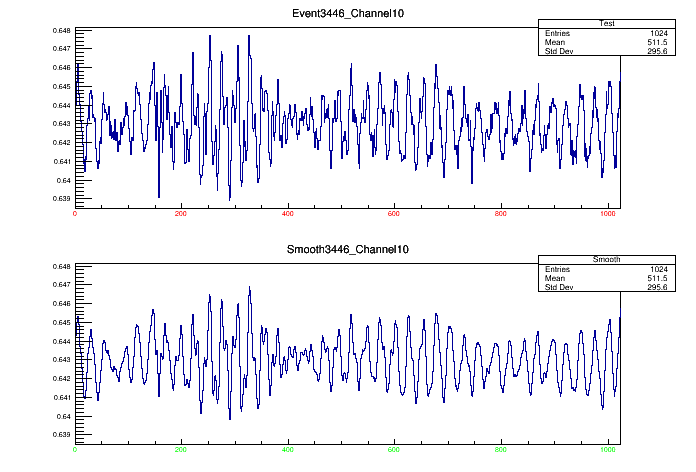 Event3446_Channel10
Test
Entries 1024
Mean 511.5
Std Dev 295.6
0.648
0.647
0.646
0.645
0.644
0.643
0.642
0.641
0.64
0.639
0 200 400 600 800 1000
Smooth3446_Channel10
Smooth
Entries 1024
Mean 511.5
Std Dev 295.6
0.648
0.647
0.646
0.645
0.644
0.643
0.642
0.641
0.64
0.639
0 200 400 600 800 1000